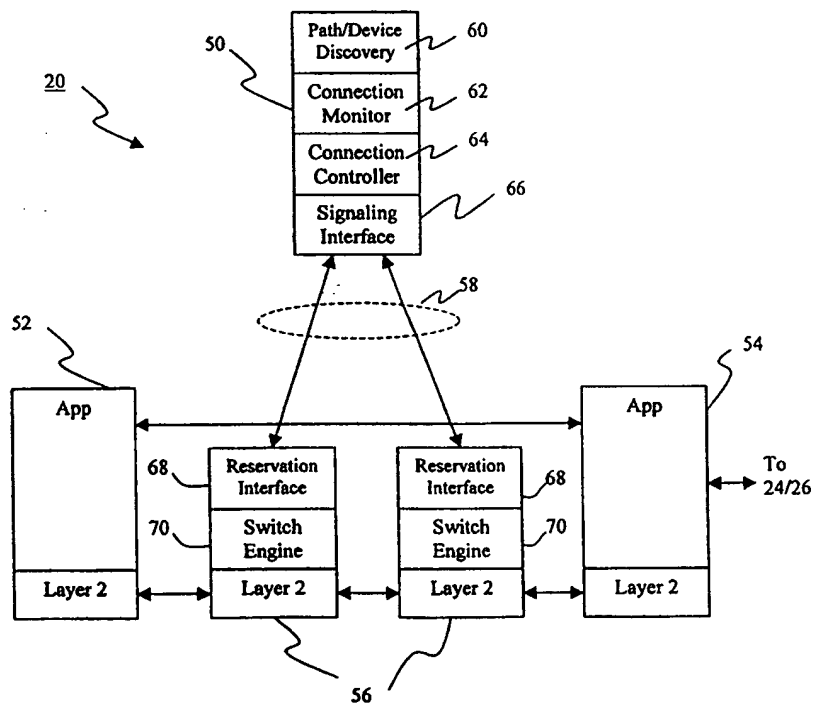 Path/Device
Discovery
60
50
20
Connection
Monitor
62
Connection
Controller
64
Signaling
Interface
66
58
52
54
App
App
68
Reservation
Interface
Reservation
Interface
68
To
24/26
70
Switch
Engine
Switch
Engine
70
Layer 2
Layer 2
Layer 2
Layer 2
56